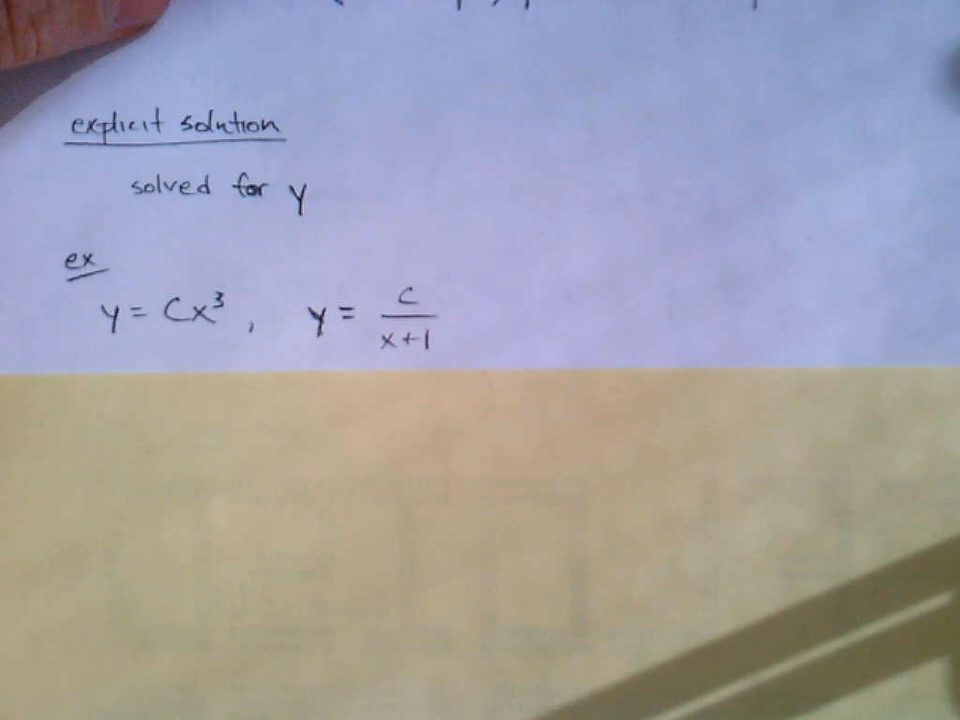 explicit solution
solved for y
ex
y = Cx³, y = C/(x+1)